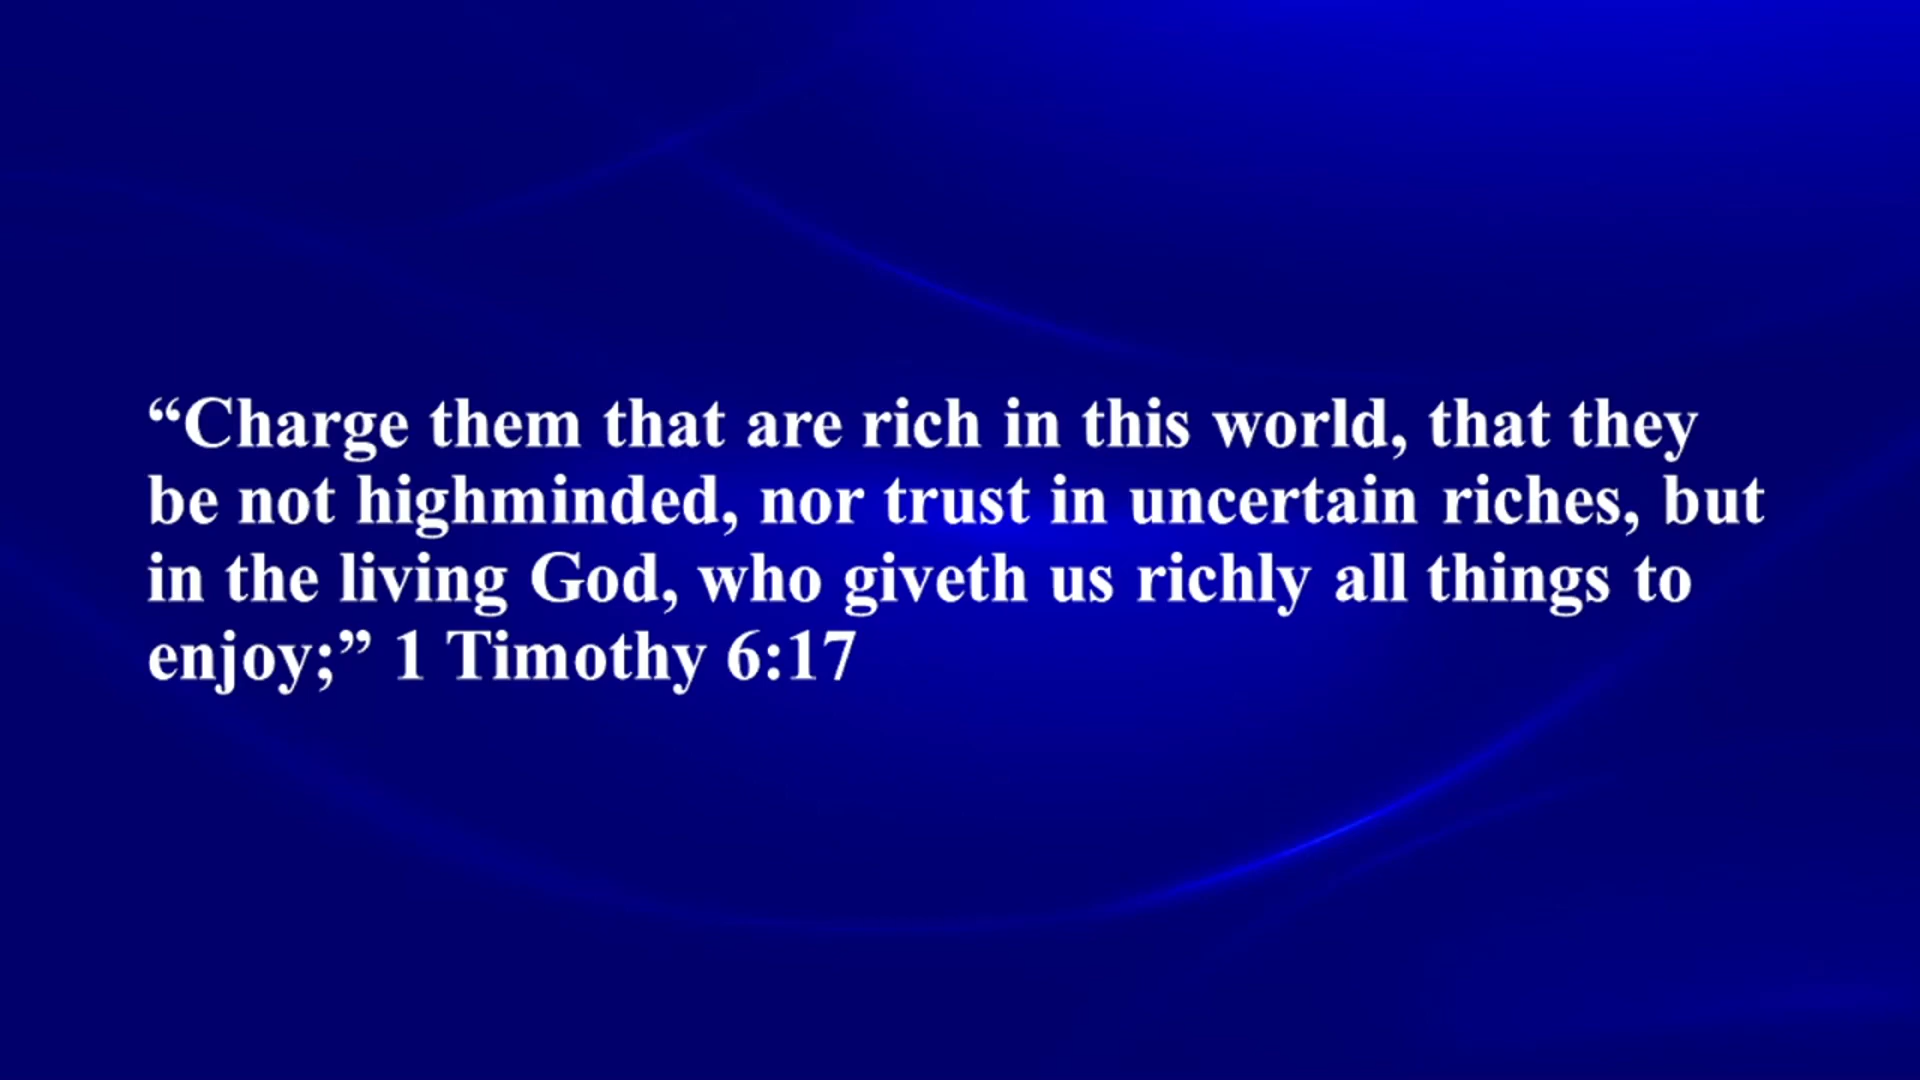 “Charge them that are rich in this world, that they
be not highminded, nor trust in uncertain riches, but
in the living God, who giveth us richly all things to
enjoy;” 1 Timothy 6:17